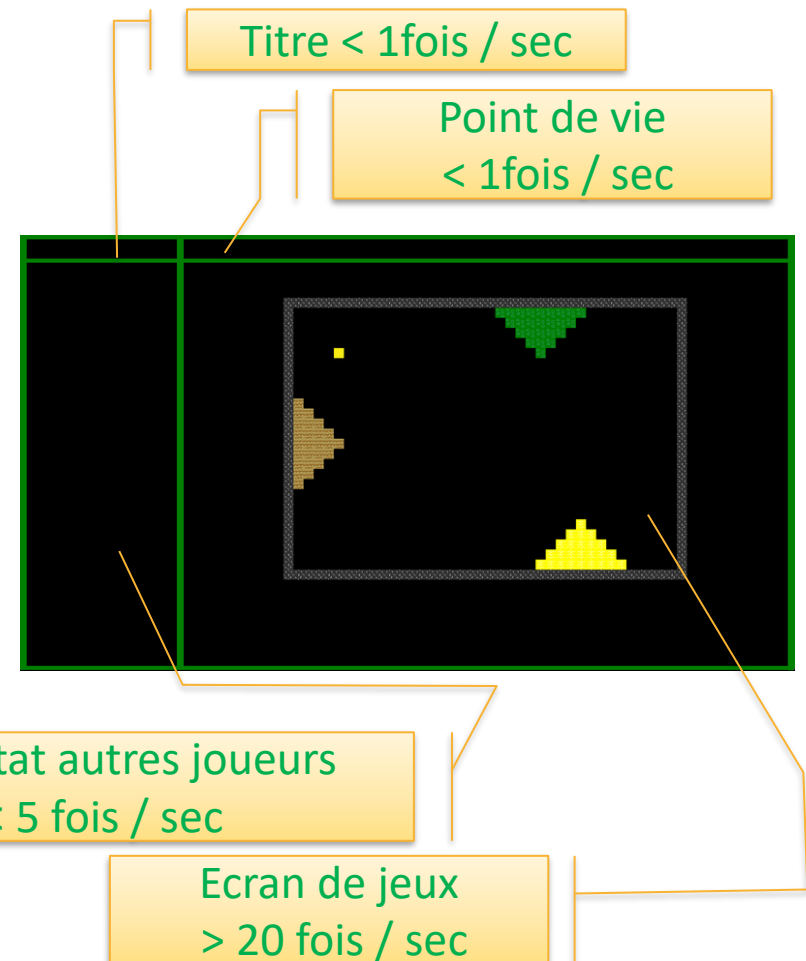 Titre < 1fois / sec
Point de vie
< 1fois / sec
tat autres joueurs
< 5 fois / sec
Ecran de jeux
> 20 fois / sec